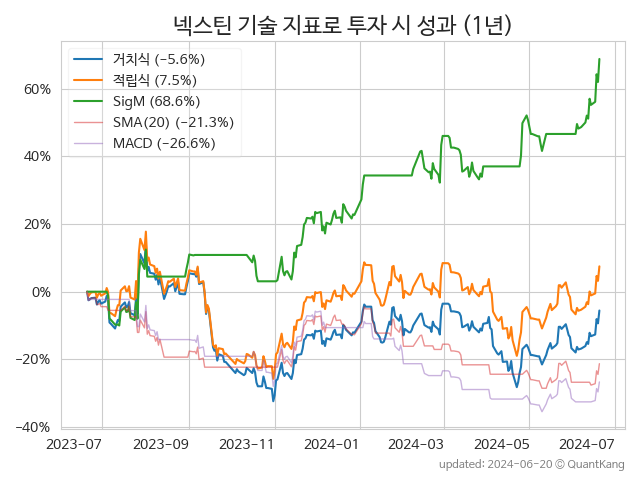 넥스틴 기술 지표로 투자 시 성과 (1년)
거치식 (−5.6%)
적립식 (7.5%)
SigM (68.6%)
SMA(20) (−21.3%)
MACD (−26.6%)
60%
40%
20%
0%
−20%
−40%
2023-07 2023-09 2023-11 2024-01 2024-03 2024-05 2024-07
updated: 2024-06-20 © QuantKang